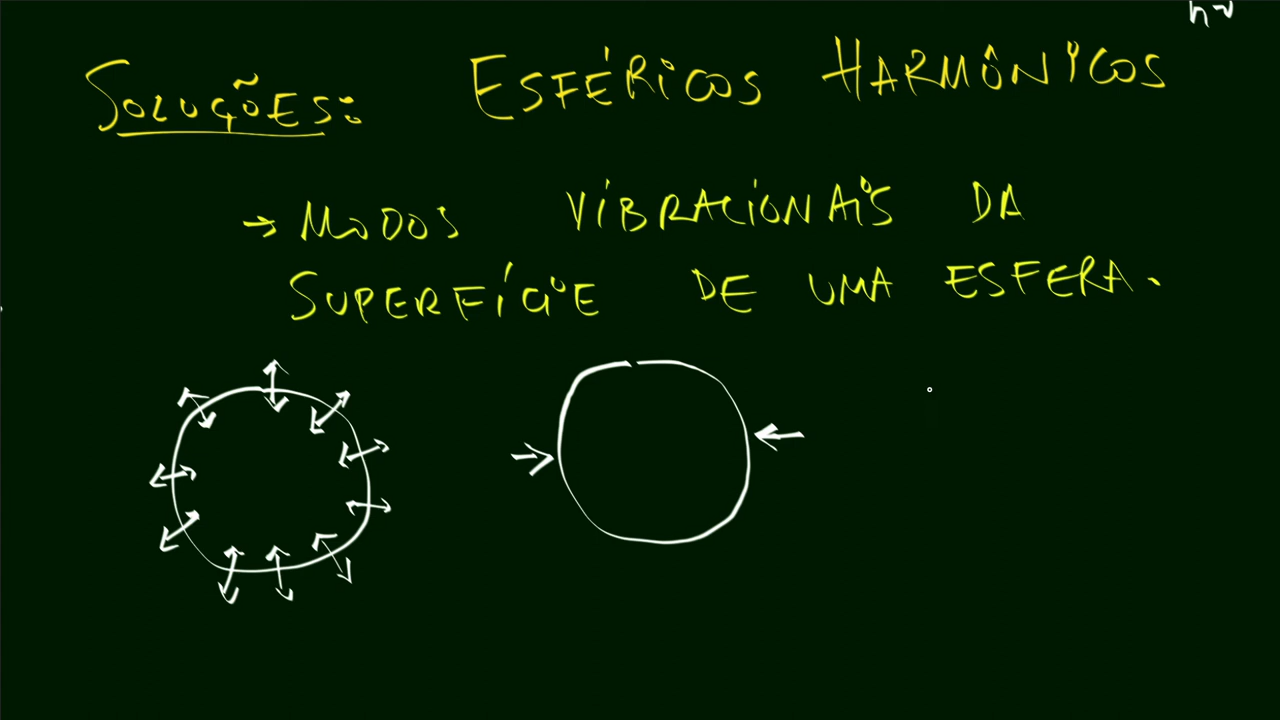 SOLUÇÕES: ESFÉRICOS HARMÔNICOS
→ MODOS VIBRACIONAIS DA
SUPERFÍCIE DE UMA ESFERA.